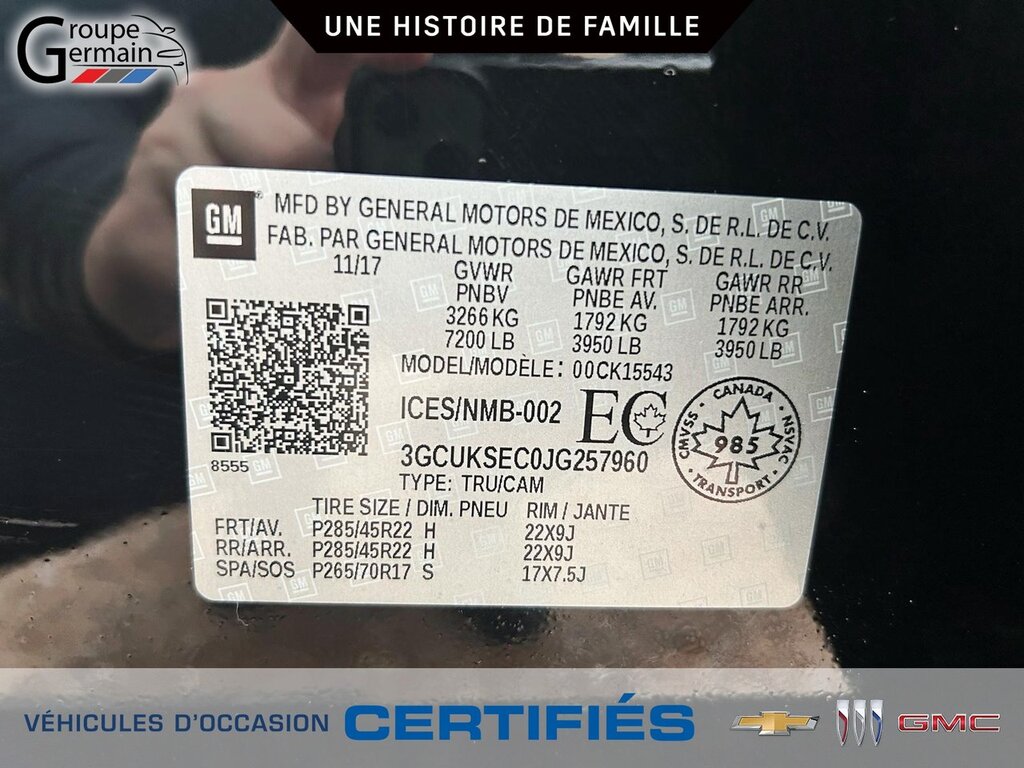 Groupe
Germain
UNE HISTOIRE DE FAMILLE
GM
MFD BY GENERAL MOTORS DE MEXICO, S. DE R.L. DE C.V.
FAB. PAR GENERAL MOTORS DE MEXICO, S. DE R.L. DE C.V.
11/17 GVWR GAWR FRT GAWR RR
PNBV PNBE AV. PNBE ARR.
3266 KG 1792 KG 1792 KG
7200 LB 3950 LB 3950 LB
MODEL/MODÈLE: 00CK15543
ICES/NMB-002 EC
CANADA
CMVSS 985 NSVAC
TRANSPORT
8555
3GCUKSEC0JG257960
TYPE: TRU/CAM
TIRE SIZE / DIM. PNEU RIM / JANTE
FRT/AV. P285/45R22 H 22X9J
RR/ARR. P285/45R22 H 22X9J
SPA/SOS P265/70R17 S 17X7.5J
VÉHICULES D'OCCASION CERTIFIÉS GMC